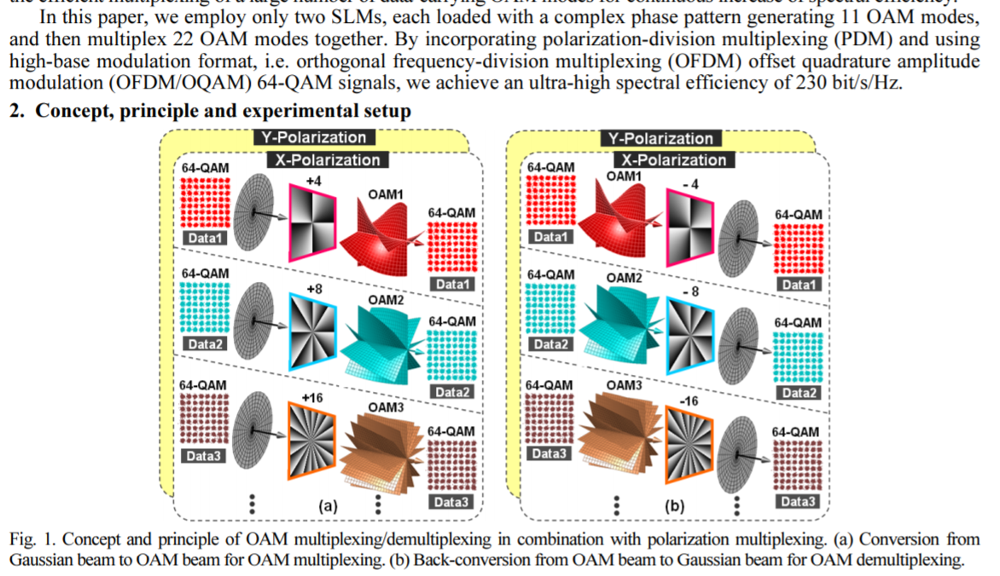 In this paper, we employ only two SLMs, each loaded with a complex phase pattern generating 11 OAM modes,
and then multiplex 22 OAM modes together. By incorporating polarization-division multiplexing (PDM) and using
high-base modulation format, i.e. orthogonal frequency-division multiplexing (OFDM) offset quadrature amplitude
modulation (OFDM/OQAM) 64-QAM signals, we achieve an ultra-high spectral efficiency of 230 bit/s/Hz.
2. Concept, principle and experimental setup
Y-Polarization
X-Polarization
64-QAM
+4
OAM1
64-QAM
Data1
Data1
64-QAM
+8
OAM2
64-QAM
Data2
Data2
64-QAM
+16
OAM3
64-QAM
Data3
Data3
(a)
Y-Polarization
X-Polarization
64-QAM
OAM1
- 4
64-QAM
Data1
Data1
64-QAM
OAM2
- 8
64-QAM
Data2
Data2
64-QAM
OAM3
-16
64-QAM
Data3
Data3
(b)
Fig. 1. Concept and principle of OAM multiplexing/demultiplexing in combination with polarization multiplexing. (a) Conversion from
Gaussian beam to OAM beam for OAM multiplexing. (b) Back-conversion from OAM beam to Gaussian beam for OAM demultiplexing.